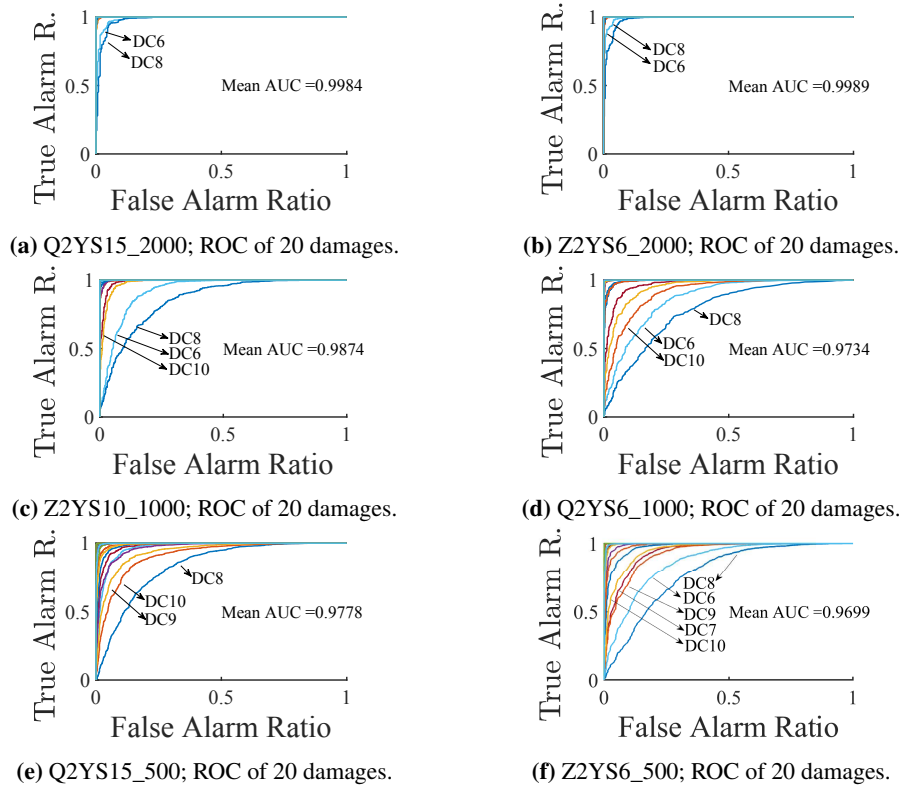 True Alarm R.
1
0.5
0
DC6
DC8
Mean AUC =0.9984
0 0.5 1
False Alarm Ratio
(a) Q2YS15_2000; ROC of 20 damages.
True Alarm R.
1
0.5
0
DC8
DC6
Mean AUC =0.9989
0 0.5 1
False Alarm Ratio
(b) Z2YS6_2000; ROC of 20 damages.
True Alarm R.
1
0.5
0
DC8
DC6
DC10
Mean AUC =0.9874
0 0.5 1
False Alarm Ratio
(c) Z2YS10_1000; ROC of 20 damages.
True Alarm R.
1
0.5
0
DC8
DC6
DC10
Mean AUC =0.9734
0 0.5 1
False Alarm Ratio
(d) Q2YS6_1000; ROC of 20 damages.
True Alarm R.
1
0.5
0
DC8
DC10
DC9
Mean AUC =0.9778
0 0.5 1
False Alarm Ratio
(e) Q2YS15_500; ROC of 20 damages.
True Alarm R.
1
0.5
0
DC8
DC6
DC9
DC7
DC10
Mean AUC =0.9699
0 0.5 1
False Alarm Ratio
(f) Z2YS6_500; ROC of 20 damages.